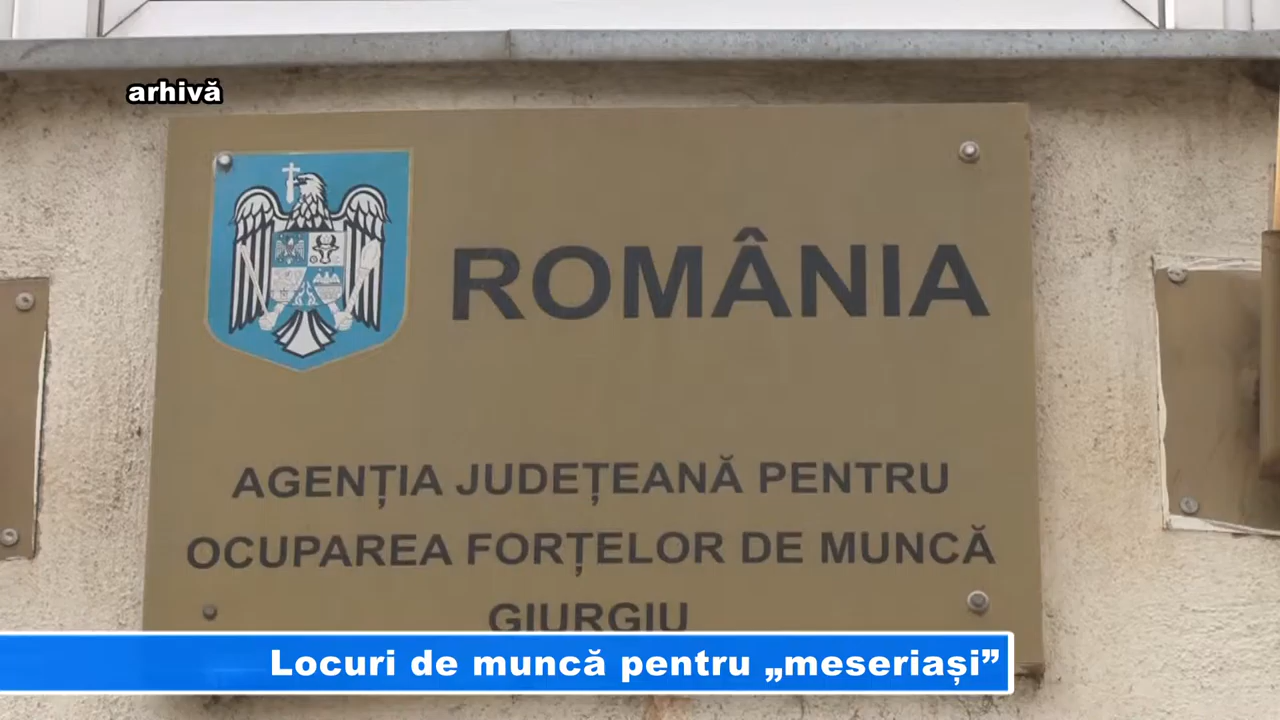 arhivă
ROMÂNIA
AGENȚIA JUDEȚEANĂ PENTRU
OCUPAREA FORȚELOR DE MUNCĂ
GIURGIU
Locuri de muncă pentru „meseriași”